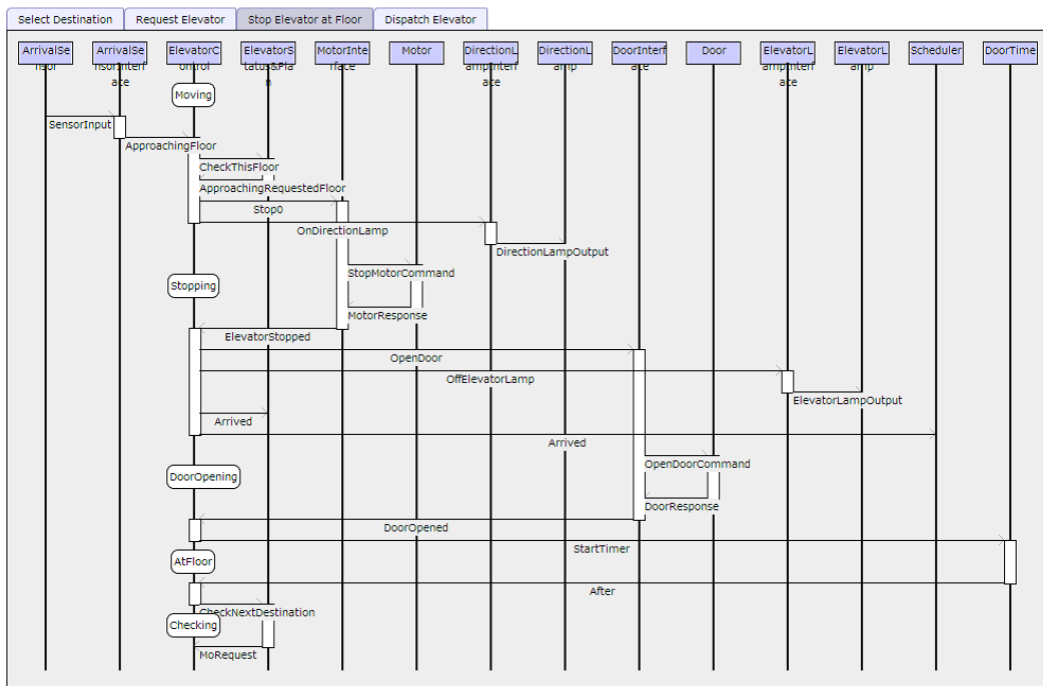 Select Destination
Request Elevator
Stop Elevator at Floor
Dispatch Elevator
ArrivalSe
nsor
ArrivalSe
nsorInterf
ace
ElevatorC
ontrol
ElevatorS
tatus&Pla
n
MotorInte
rface
Motor
DirectionL
ampInterf
ace
DirectionL
amp
DoorInterf
ace
Door
ElevatorL
ampInterf
ace
ElevatorL
amp
Scheduler
DoorTime
Moving
SensorInput
ApproachingFloor
CheckThisFloor
ApproachingRequestedFloor
Stop0
OnDirectionLamp
DirectionLampOutput
StopMotorCommand
Stopping
MotorResponse
ElevatorStopped
OpenDoor
OffElevatorLamp
ElevatorLampOutput
Arrived
Arrived
OpenDoorCommand
DoorOpening
DoorResponse
DoorOpened
StartTimer
AtFloor
After
CheckNextDestination
Checking
MoRequest